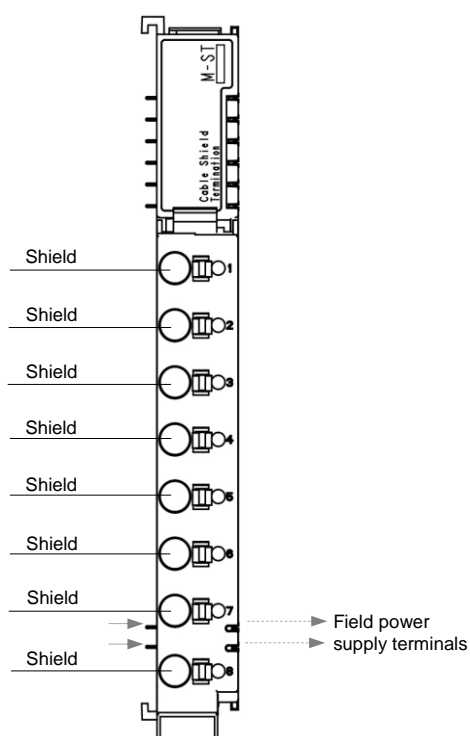 M-ST
Cable Shield
Termination
Shield
1
Shield
2
Shield
3
Shield
4
Shield
5
Shield
6
Shield
7
Field power
supply terminals
Shield
8